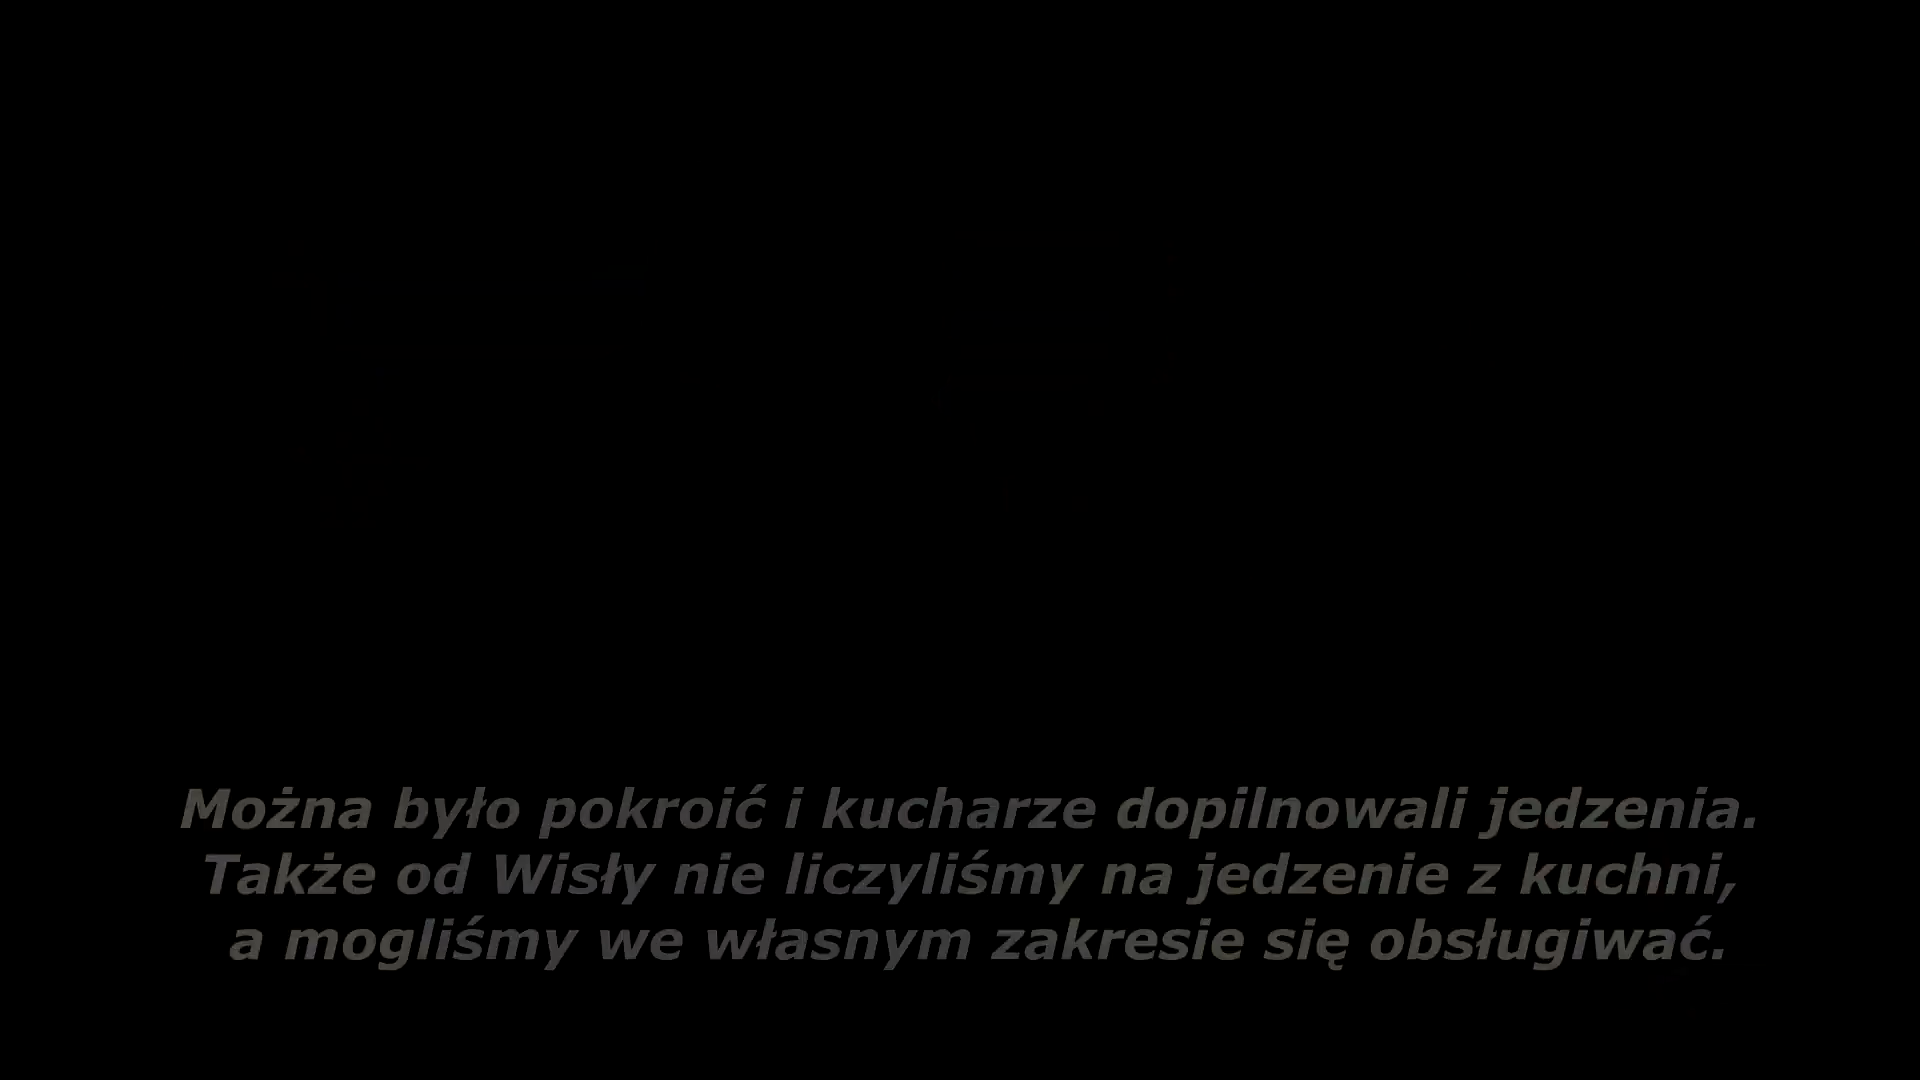 Można było pokroić i kucharze dopilnowali jedzenia.
Także od Wisły nie liczyliśmy na jedzenie z kuchni,
a mogliśmy we własnym zakresie się obsługiwać.